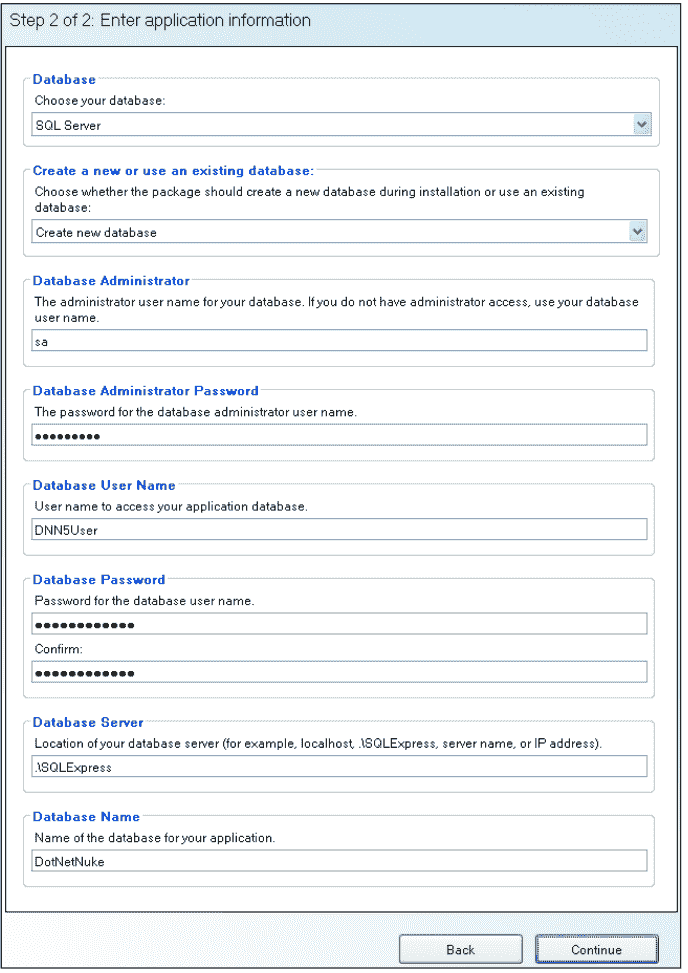 Step 2 of 2: Enter application information
Database
Choose your database:
SQL Server
Create a new or use an existing database:
Choose whether the package should create a new database during installation or use an existing
database:
Create new database
Database Administrator
The administrator user name for your database. If you do not have administrator access, use your database
user name.
sa
Database Administrator Password
The password for the database administrator user name.
●●●●●●●●●
Database User Name
User name to access your application database.
DNN5User
Database Password
Password for the database user name.
●●●●●●●●●●●●
Confirm:
●●●●●●●●●●●●
Database Server
Location of your database server (for example, localhost, .\SQLExpress, server name, or IP address).
.\SQLExpress
Database Name
Name of the database for your application.
DotNetNuke
Back
Continue